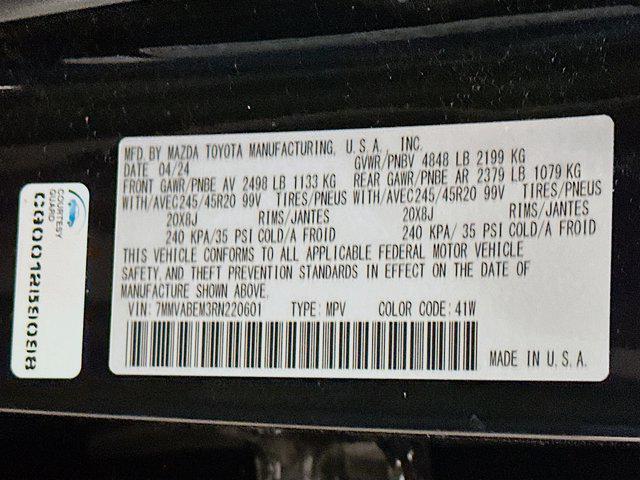 MFD. BY MAZDA TOYOTA MANUFACTURING, U.S.A., INC.
DATE 04/24 GVWR/PNBV 4848 LB 2199 KG
FRONT GAWR/PNBE AV 2498 LB 1133 KG REAR GAWR/PNBE AR 2379 LB 1079 KG
WITH/AVEC245/45R20 99V TIRES/PNEUS WITH/AVEC245/45R20 99V TIRES/PNEUS
20X8J RIMS/JANTES 20X8J RIMS/JANTES
240 KPA/35 PSI COLD/A FROID 240 KPA/ 35 PSI COLD/A FROID
THIS VEHICLE CONFORMS TO ALL APPLICABLE FEDERAL MOTOR VEHICLE
SAFETY, AND THEFT PREVENTION STANDARDS IN EFFECT ON THE DATE OF
MANUFACTURE SHOWN ABOVE.
VIN: 7MMVABEM3RN220601 TYPE: MPV COLOR CODE: 41W
MADE IN U.S.A.
COURTESY
GUARD